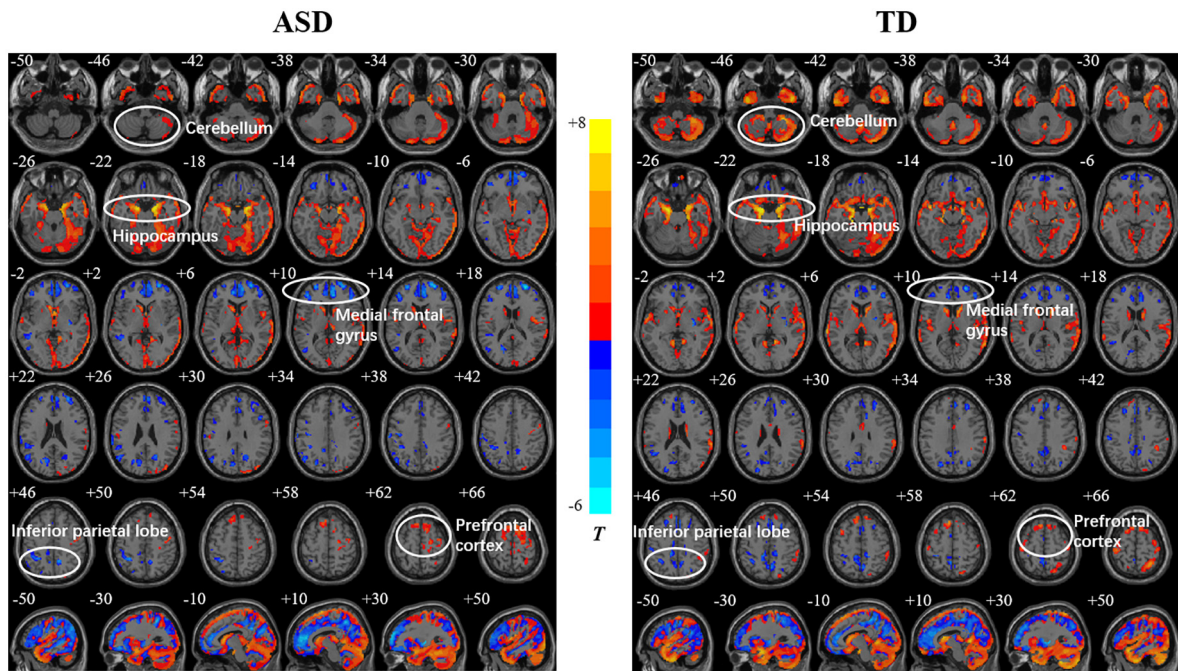 ASD
TD
-50 -46 -42 -38 -34 -30
Cerebellum
-26 -22 -18 -14 -10 -6
Hippocampus
-2 +2 +6 +10 +14 +18
Medial frontal
gyrus
+22 +26 +30 +34 +38 +42
+46 +50 +54 +58 +62 +66
Inferior parietal lobe
Prefrontal
cortex
-50 -30 -10 +10 +30 +50
+8
-6
T
-50 -46 -42 -38 -34 -30
Cerebellum
-26 -22 -18 -14 -10 -6
Hippocampus
-2 +2 +6 +10 +14 +18
Medial frontal
gyrus
+22 +26 +30 +34 +38 +42
+46 +50 +54 +58 +62 +66
Inferior parietal lobe
Prefrontal
cortex
-50 -30 -10 +10 +30 +50